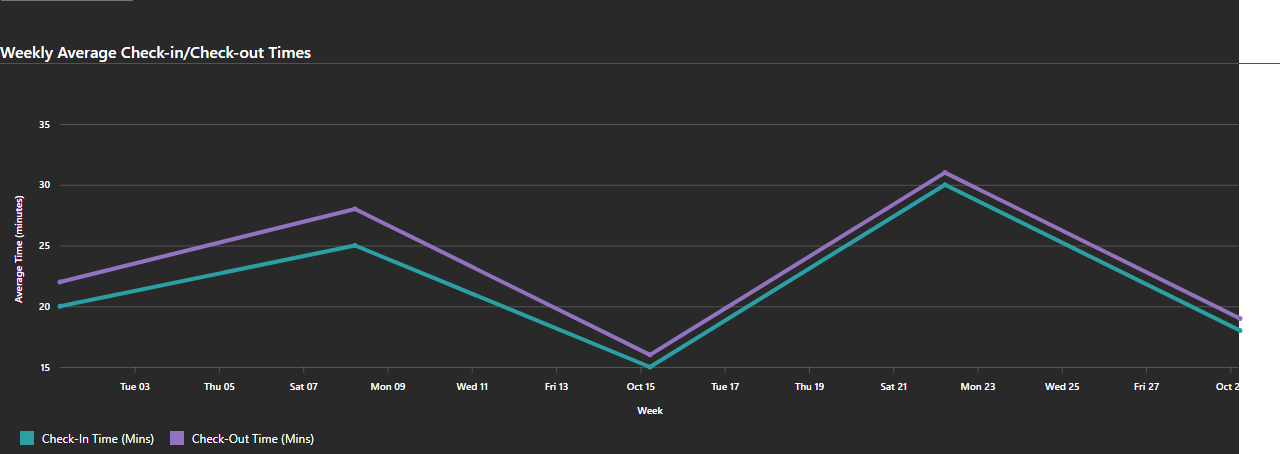 Weekly Average Check-in/Check-out Times
35
30
25
20
15
Average Time (minutes)
Tue 03 Thu 05 Sat 07 Mon 09 Wed 11 Fri 13 Oct 15 Tue 17 Thu 19 Sat 21 Mon 23 Wed 25 Fri 27 Oct 2
Week
Check-In Time (Mins) Check-Out Time (Mins)